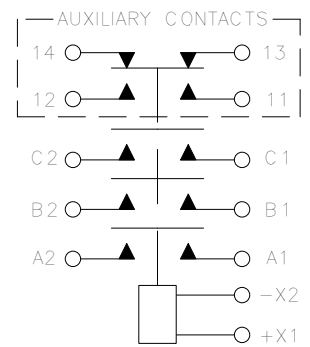 AUXILIARY CONTACTS
14 13
12 11
C2 C1
B2 B1
A2 A1
-X2
+X1